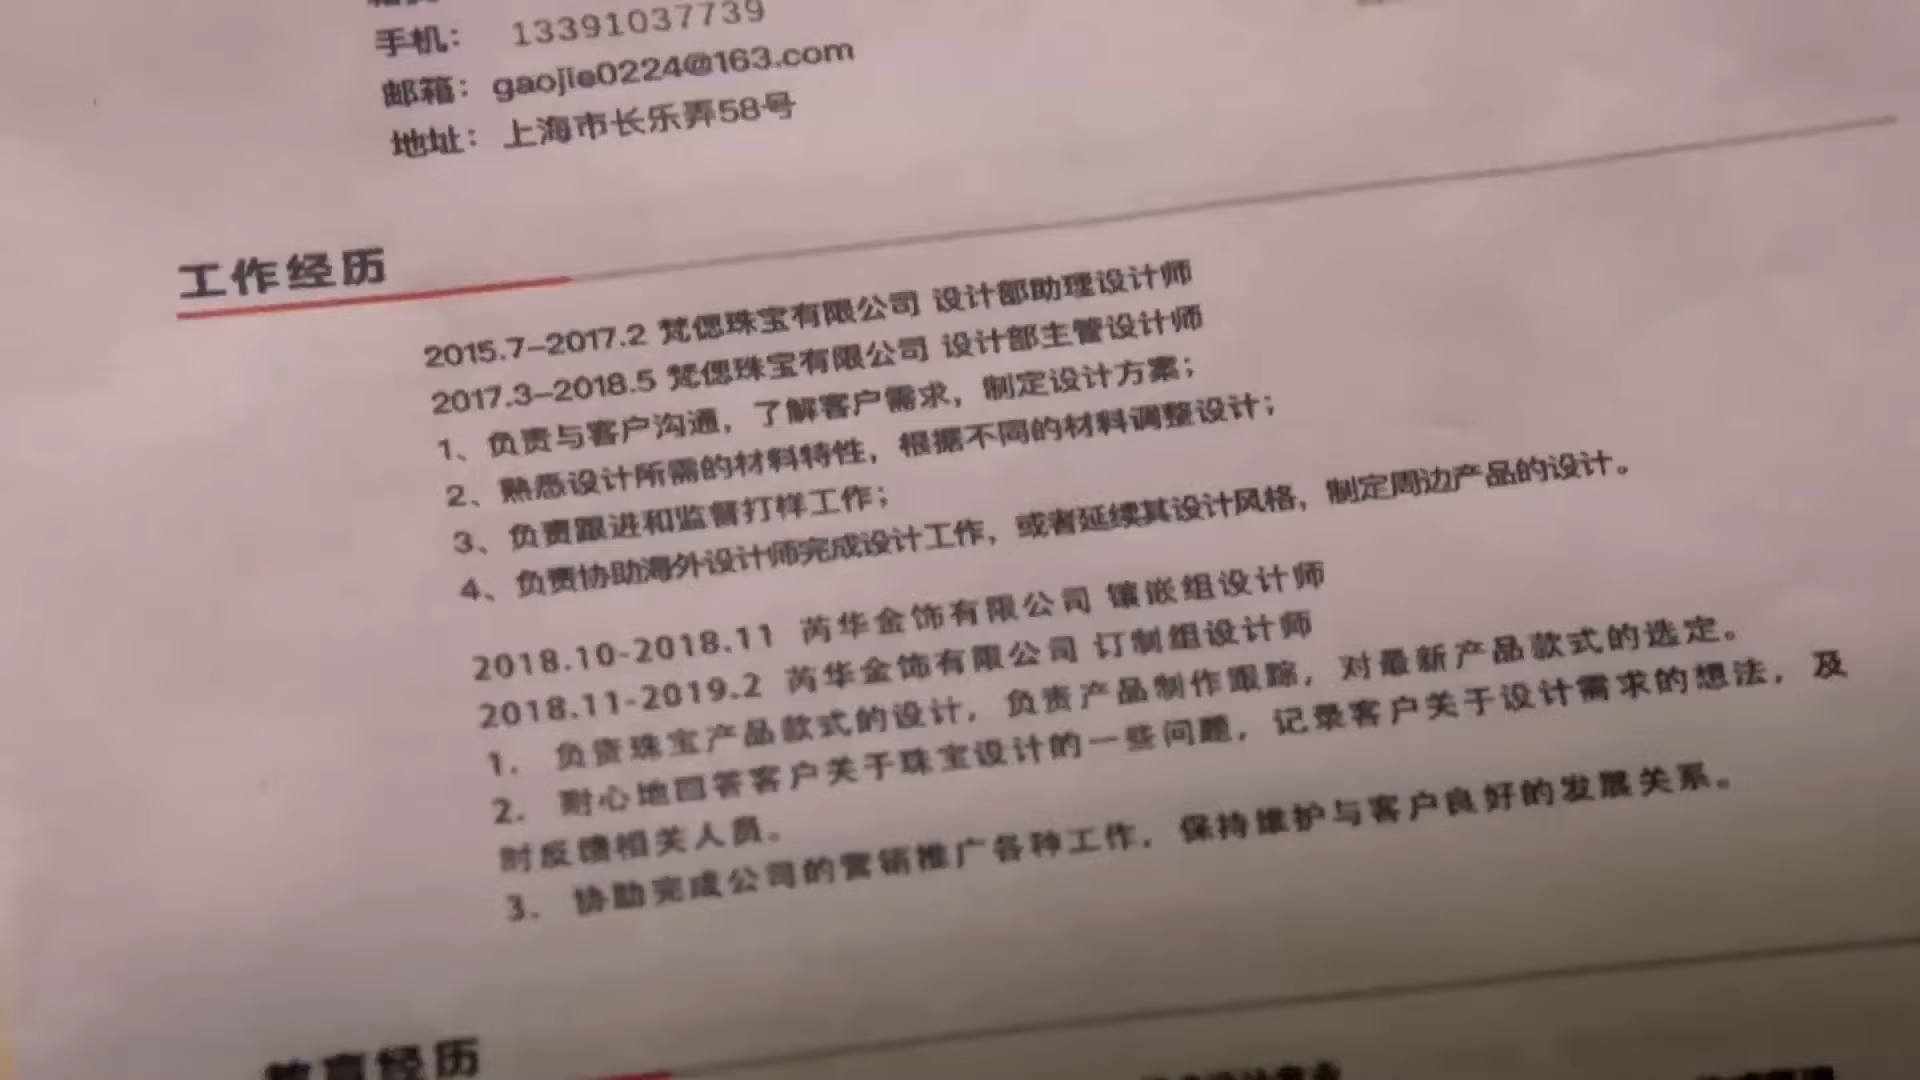 手机： 13391037739
邮箱：gaojie0224@163.com
地址：上海市长乐弄58号
工作经历
2015.7-2017.2 梵偲珠宝有限公司 设计部助理设计师
2017.3-2018.5 梵偲珠宝有限公司 设计部主管设计师
1、负责与客户沟通，了解客户需求，制定设计方案；
2、熟悉设计所需的材料特性，根据不同的材料调整设计；
3、负责跟进和监督打样工作；
4、负责协助海外设计师完成设计工作，或者延续其设计风格，制定周边产品的设计。
2018.10-2018.11 芮华金饰有限公司 镶嵌组设计师
2018.11-2019.2 芮华金饰有限公司 订制组设计师
1. 负责珠宝产品款式的设计，负责产品制作跟踪，对最新产品款式的选定。
2. 耐心地回答客户关于珠宝设计的一些问题，记录客户关于设计需求的想法，及
时反馈相关人员。
3. 协助完成公司的营销推广各种工作，保持维护与客户良好的发展关系。
教育经历